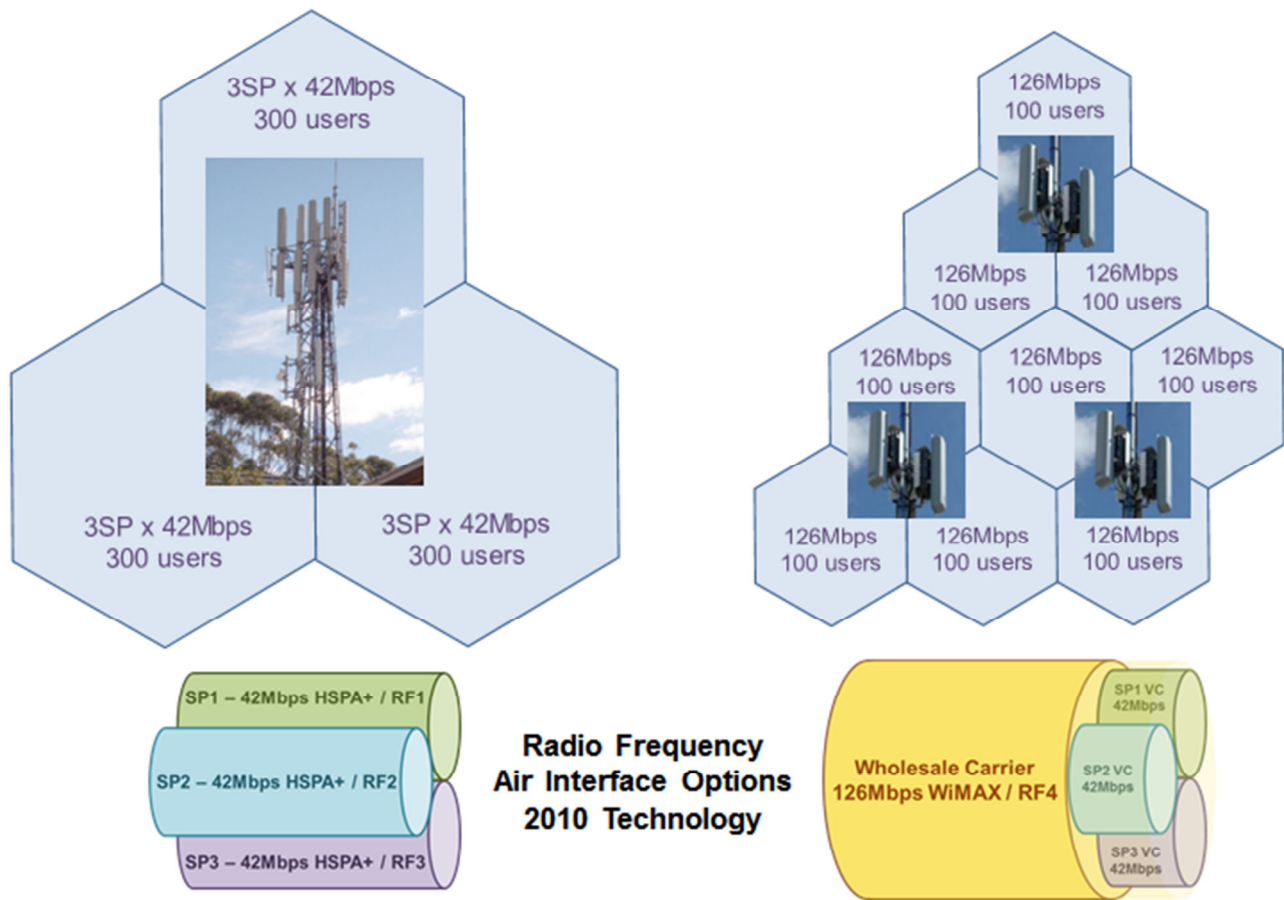 3SP x 42Mbps
300 users
3SP x 42Mbps
300 users
3SP x 42Mbps
300 users
126Mbps
100 users
126Mbps
100 users
126Mbps
100 users
126Mbps
100 users
126Mbps
100 users
126Mbps
100 users
126Mbps
100 users
126Mbps
100 users
126Mbps
100 users
SP1 – 42Mbps HSPA+ / RF1
SP2 – 42Mbps HSPA+ / RF2
SP3 – 42Mbps HSPA+ / RF3
Radio Frequency
Air Interface Options
2010 Technology
Wholesale Carrier
126Mbps WiMAX / RF4
SP1 VC
42Mbps
SP2 VC
42Mbps
SP3 VC
42Mbps